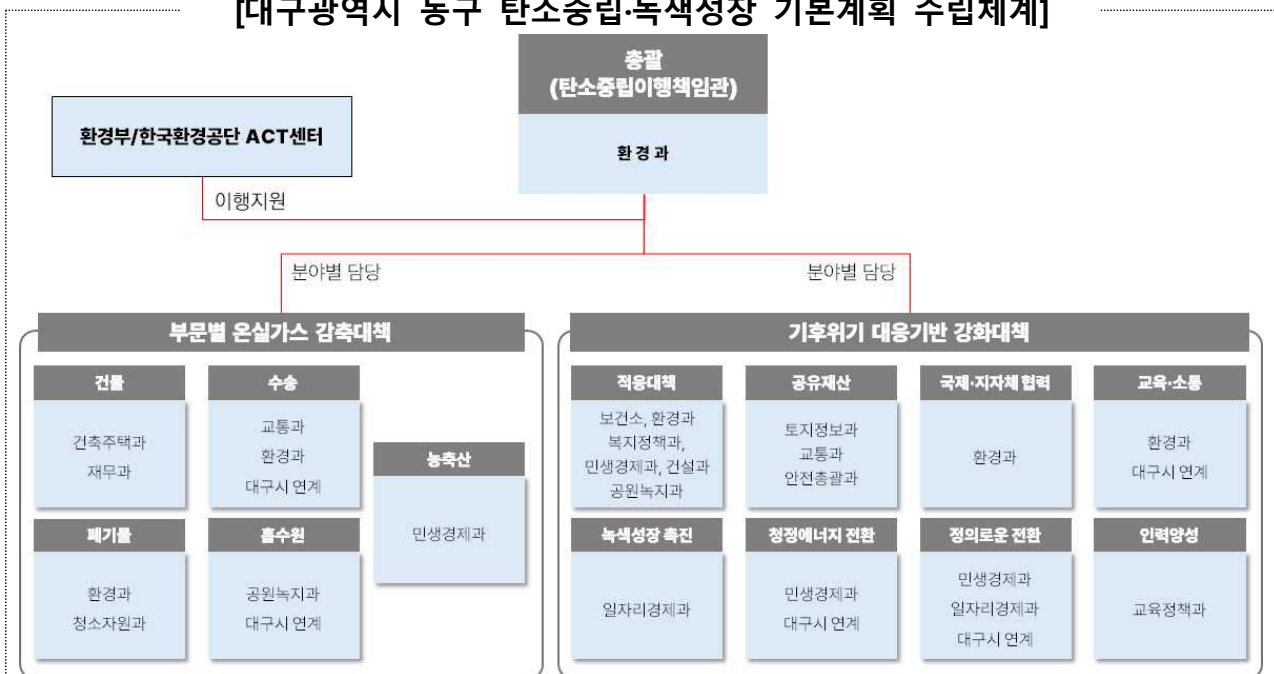 [대구광역시 동구 탄소중립·녹색성장 기본계획 수립체계]
총괄
(탄소중립이행책임관)
환경과
환경부/한국환경공단 ACT센터
이행지원
분야별 담당
분야별 담당
부문별 온실가스 감축대책
건물
건축주택과
재무과
수송
교통과
환경과
대구시 연계
농축산
민생경제과
폐기물
환경과
청소자원과
흡수원
공원녹지과
대구시 연계
기후위기 대응기반 강화대책
적응대책
보건소, 환경과
복지정책과,
민생경제과, 건설과
공원녹지과
공유재산
토지정보과
교통과
안전총괄과
국제·지자체 협력
환경과
교육·소통
환경과
대구시 연계
녹색성장 촉진
일자리경제과
청정에너지 전환
민생경제과
대구시 연계
정의로운 전환
민생경제과
일자리경제과
대구시 연계
인력양성
교육정책과